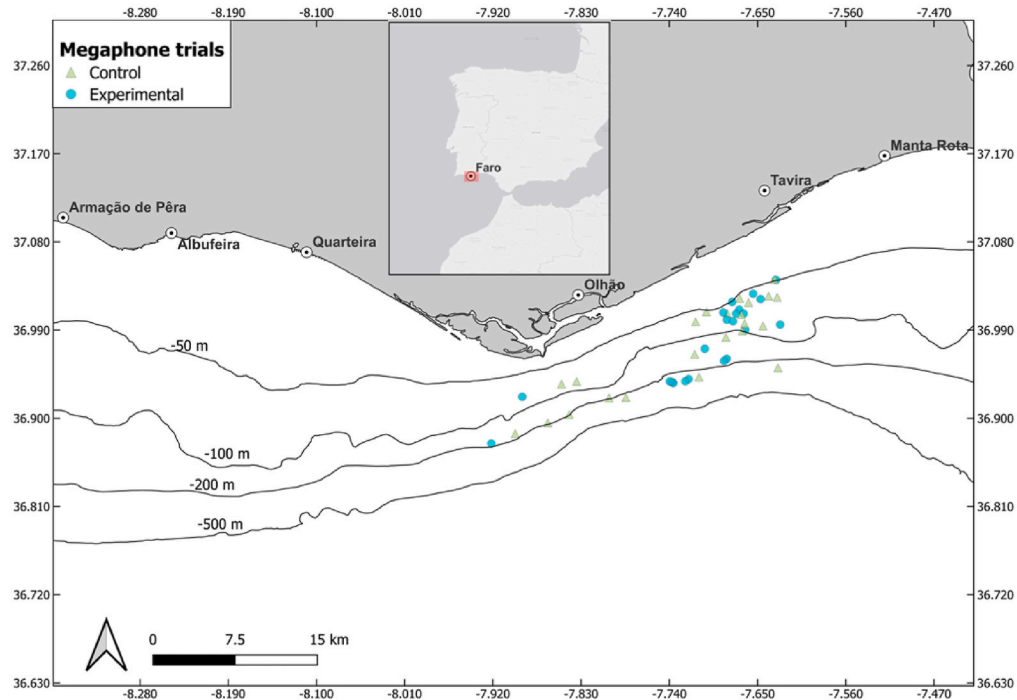 -8.280 -8.190 -8.100 -8.010 -7.920 -7.830 -7.740 -7.650 -7.560 -7.470
Megaphone trials
Control
Experimental
37.260 37.260
37.170 37.170
37.080 37.080
36.990 36.990
36.900 36.900
36.810 36.810
36.720 36.720
36.630 36.630
Faro
Manta Rota
Tavira
Armação de Pêra
Albufeira
Quarteira
Olhão
-50 m
-100 m
-200 m
-500 m
0 7.5 15 km
-8.280 -8.190 -8.100 -8.010 -7.920 -7.830 -7.740 -7.650 -7.560 -7.470